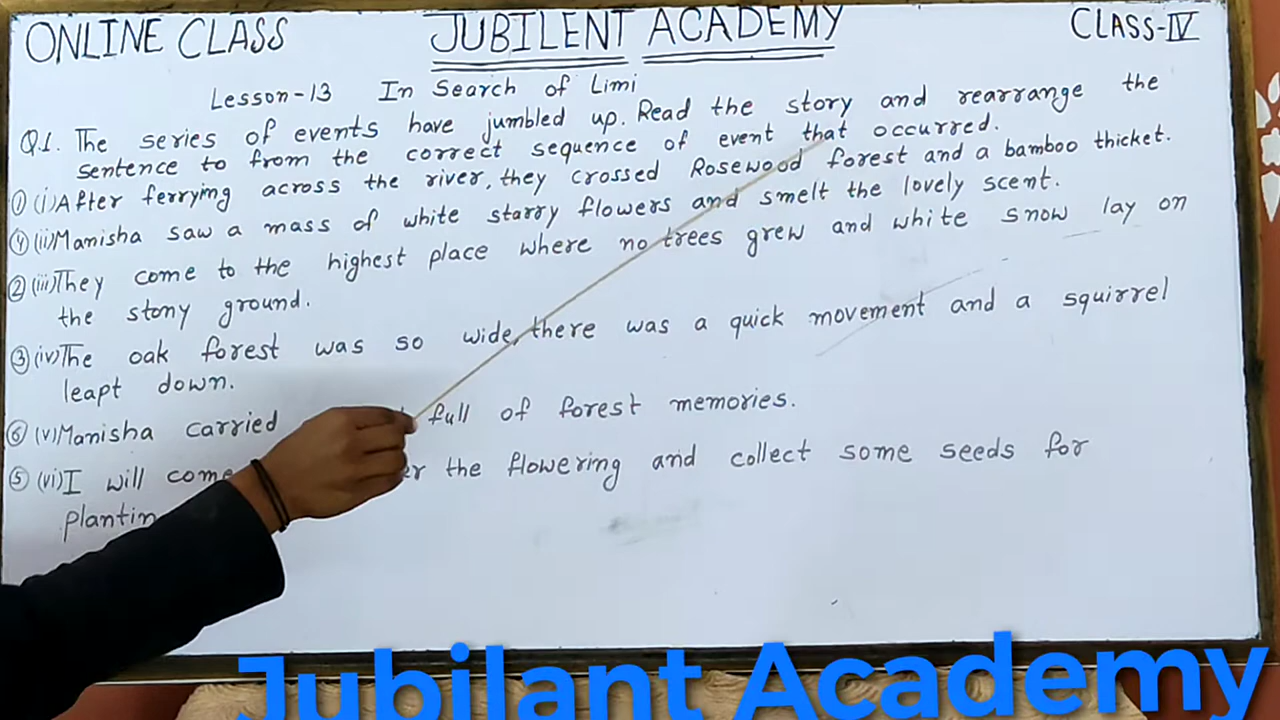 ONLINE CLASS JUBILENT ACADEMY CLASS-IV
Lesson-13 In Search of Limi
Q.1. The series of events have jumbled up. Read the story and rearrange the
sentence to from the correct sequence of event that occurred.
① (i) After ferrying across the river, they crossed Rosewood forest and a bamboo thicket.
④ (ii) Manisha saw a mass of white starry flowers and smelt the lovely scent.
② (iii) They come to the highest place where no trees grew and white snow lay on
the stony ground.
③ (iv) The oak forest was so wide, there was a quick movement and a squirrel
leapt down.
⑥ (v) Manisha carried full of forest memories.
⑤ (vi) I will come the flowering and collect some seeds for
Jubilant Academy